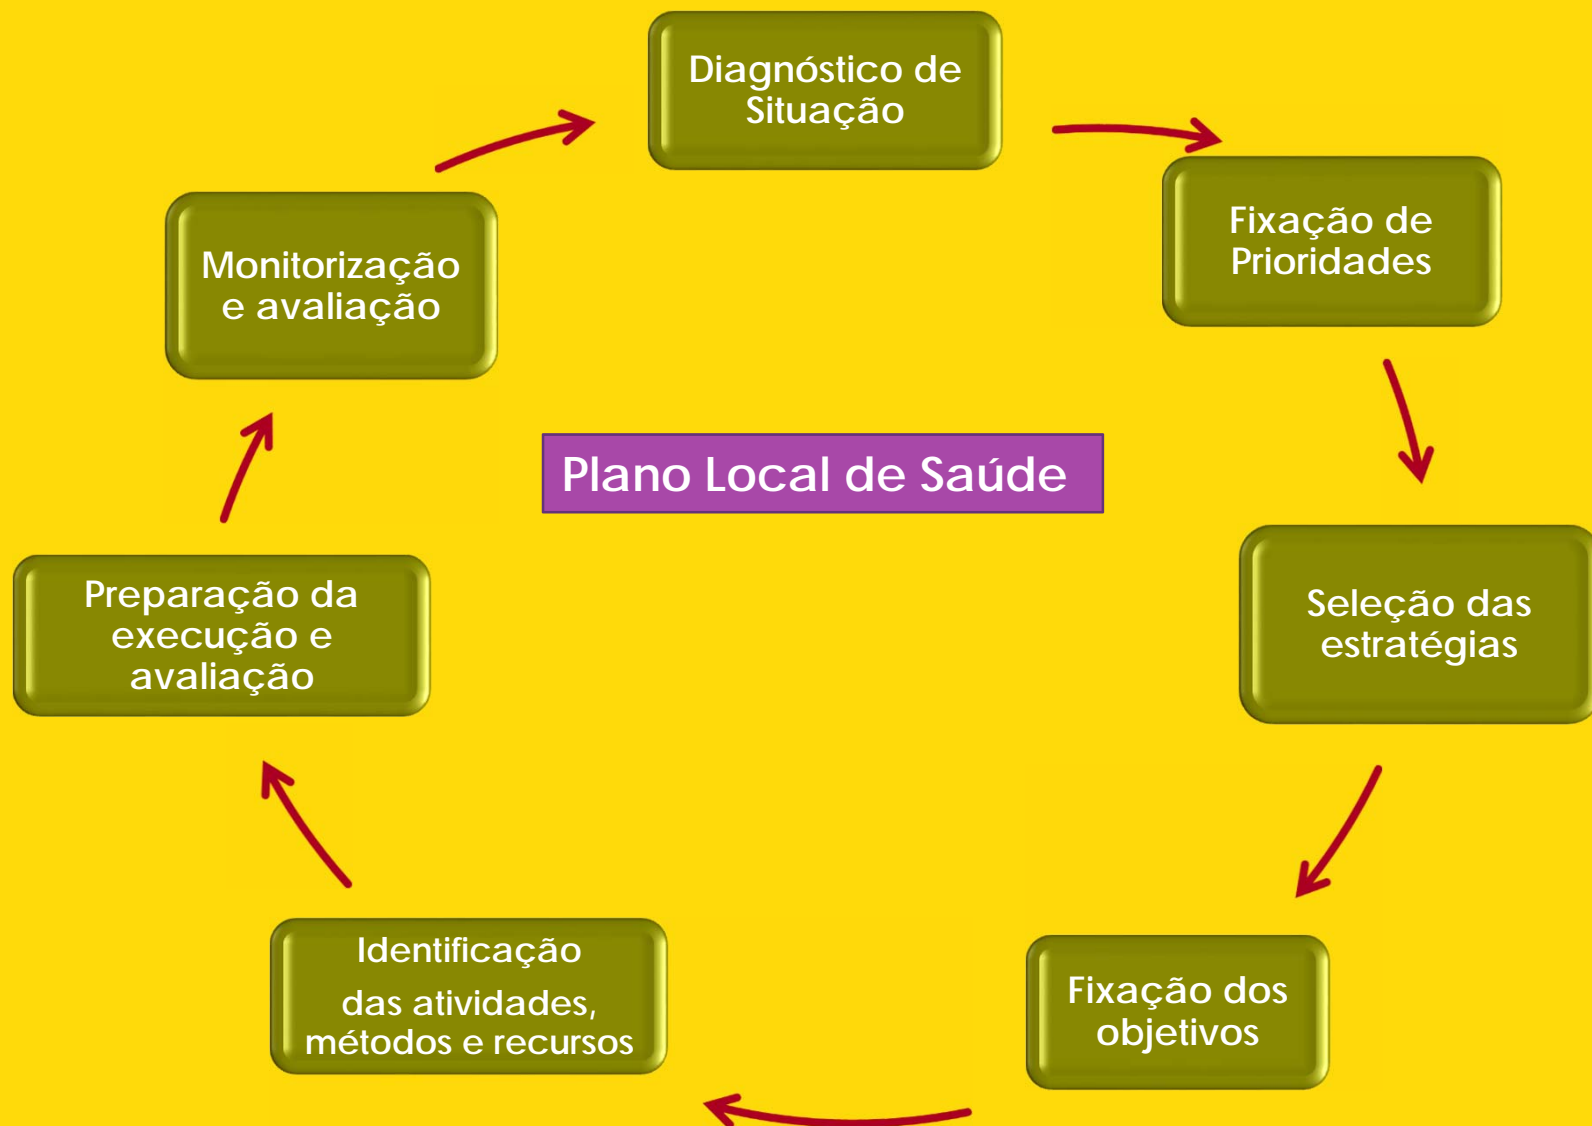 Diagnóstico de
Situação
Fixação de
Prioridades
Seleção das
estratégias
Fixação dos
objetivos
Identificação
das atividades,
métodos e recursos
Preparação da
execução e
avaliação
Monitorização
e avaliação
Plano Local de Saúde